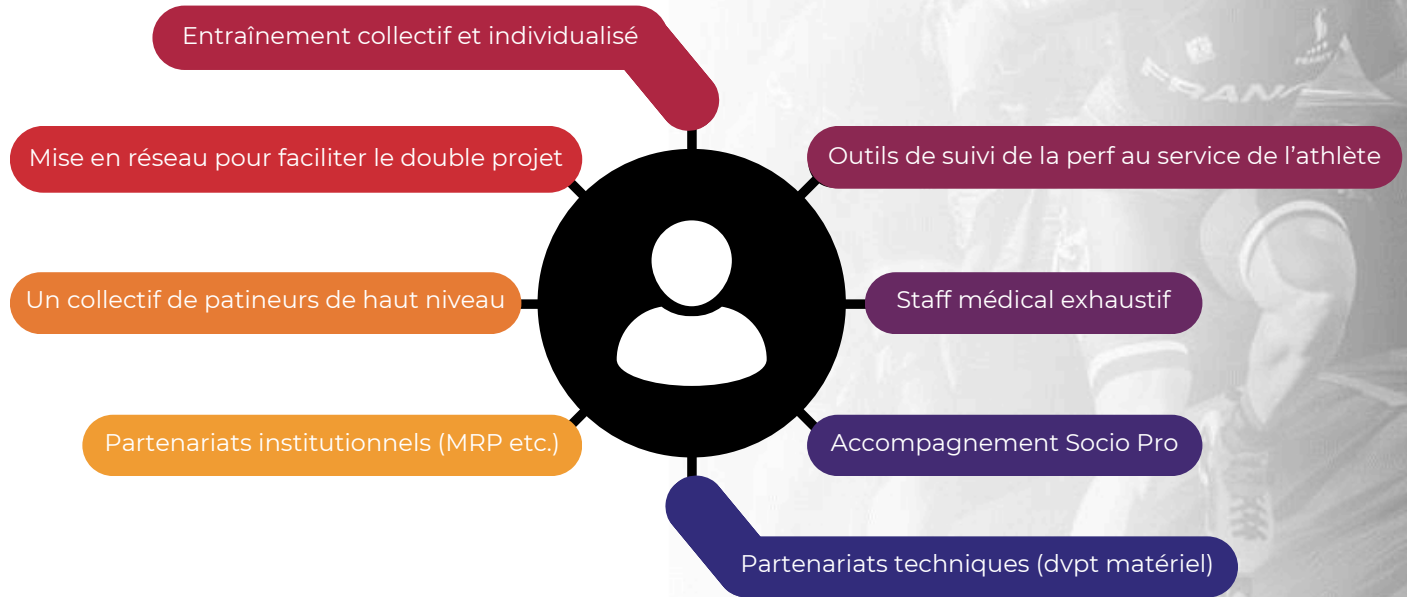 Entraînement collectif et individualisé
Mise en réseau pour faciliter le double projet
Outils de suivi de la perf au service de l’athlète
Un collectif de patineurs de haut niveau
Staff médical exhaustif
Partenariats institutionnels (MRP etc.)
Accompagnement Socio Pro
Partenariats techniques (dvpt matériel)
FRANCE